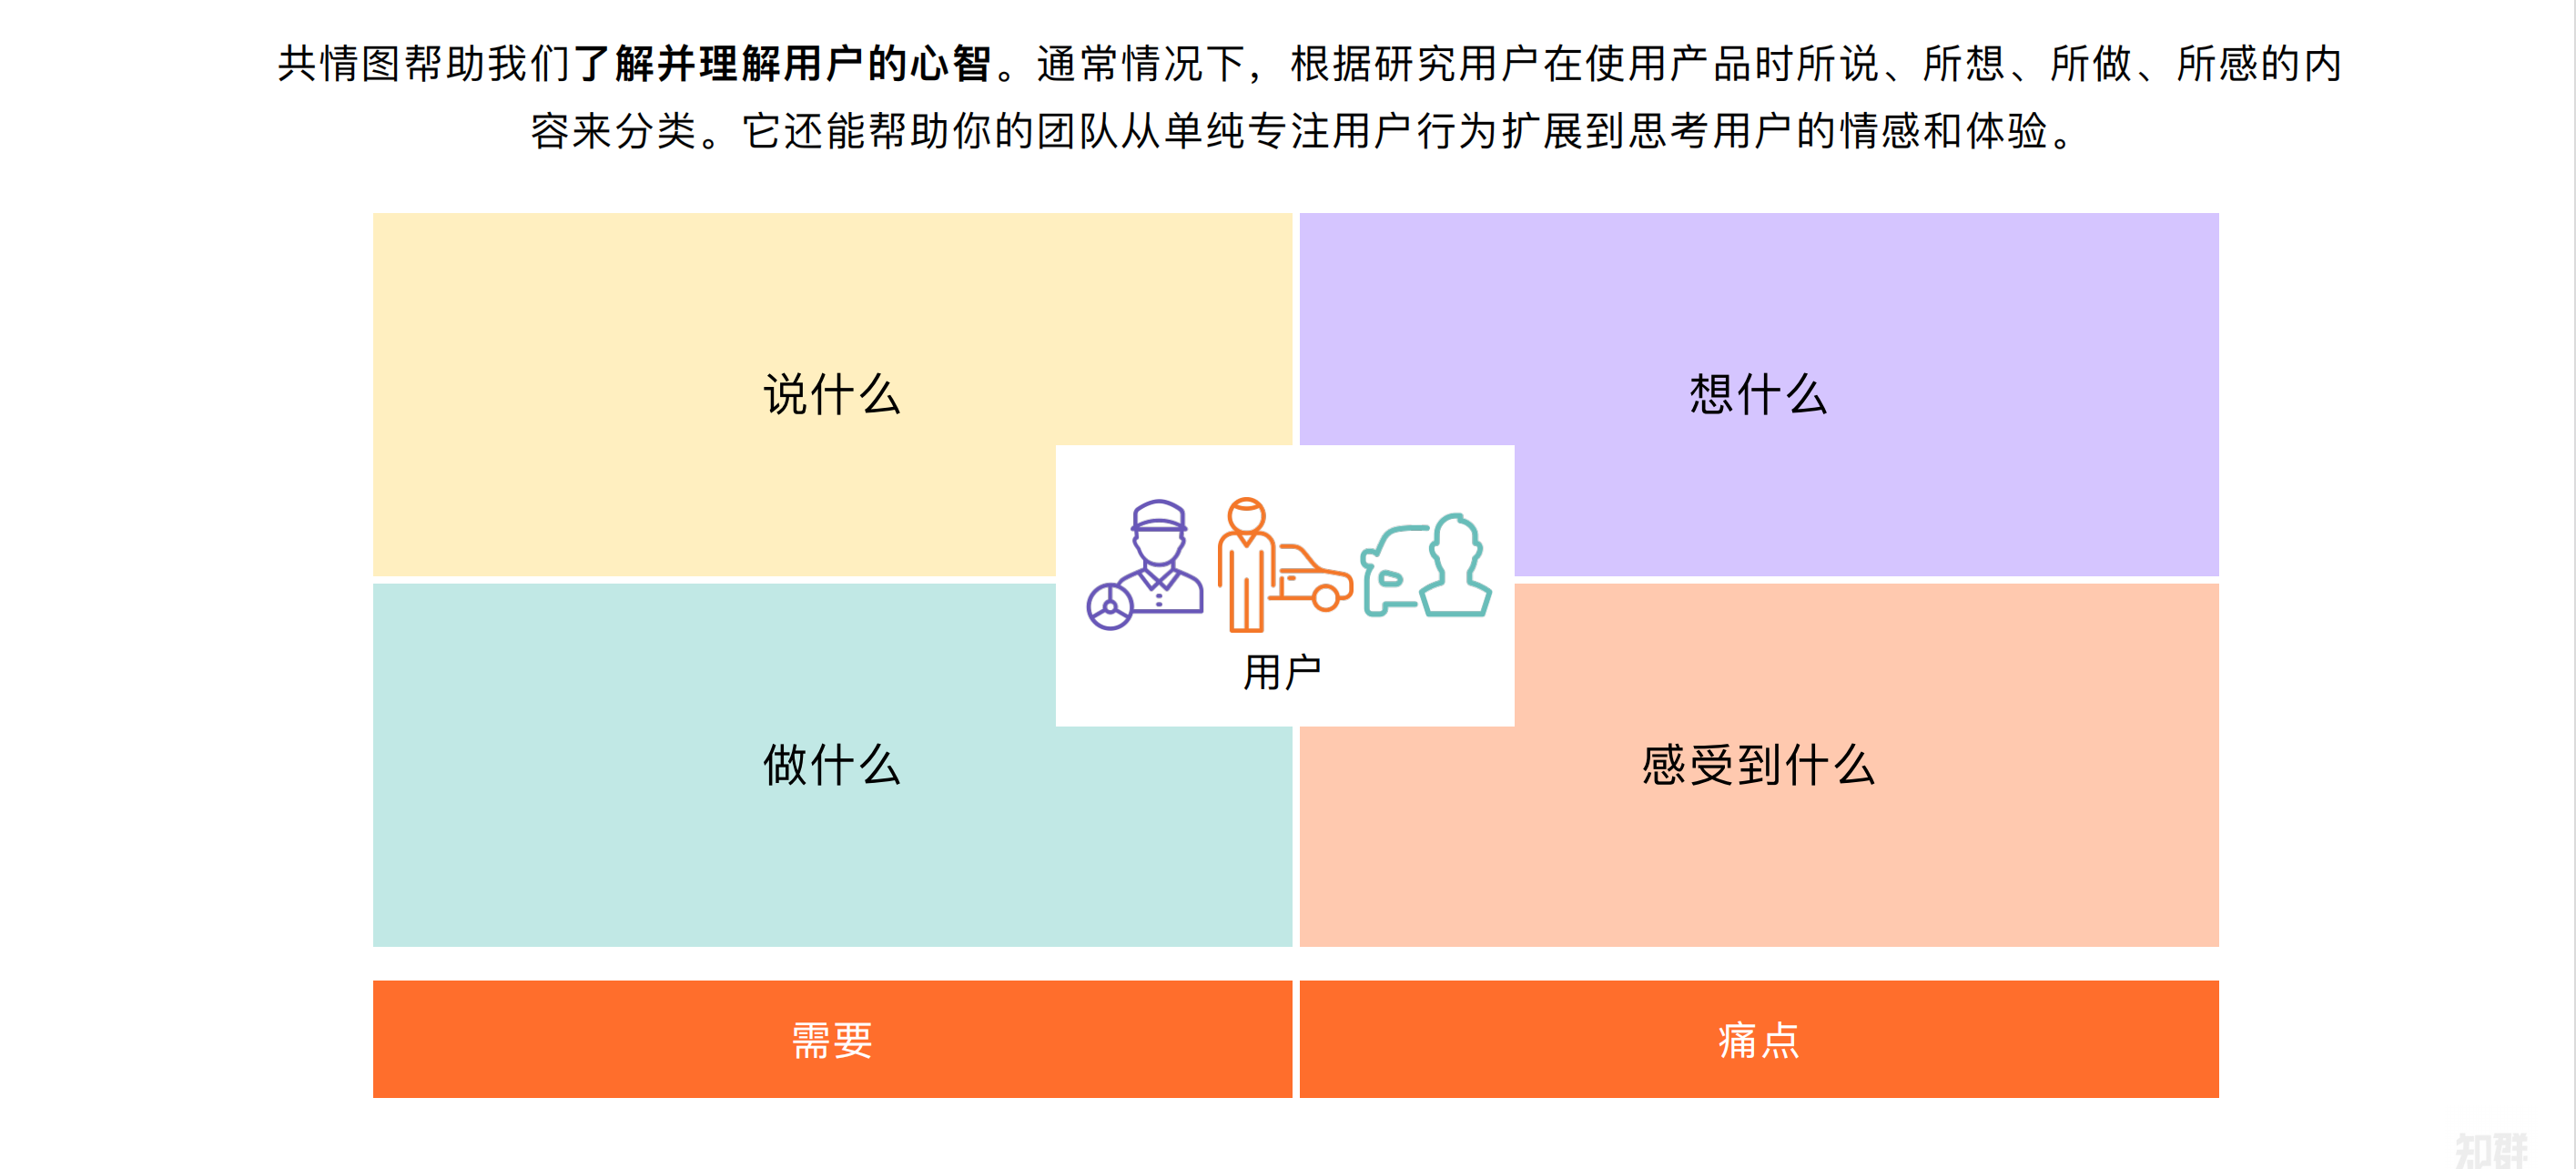 共情图帮助我们了解并理解用户的心智。通常情况下，根据研究用户在使用产品时所说、所想、所做、所感的内
容来分类。它还能帮助你的团队从单纯专注用户行为扩展到思考用户的情感和体验。
说什么
想什么
用户
做什么
感受到什么
需要
痛点
知群